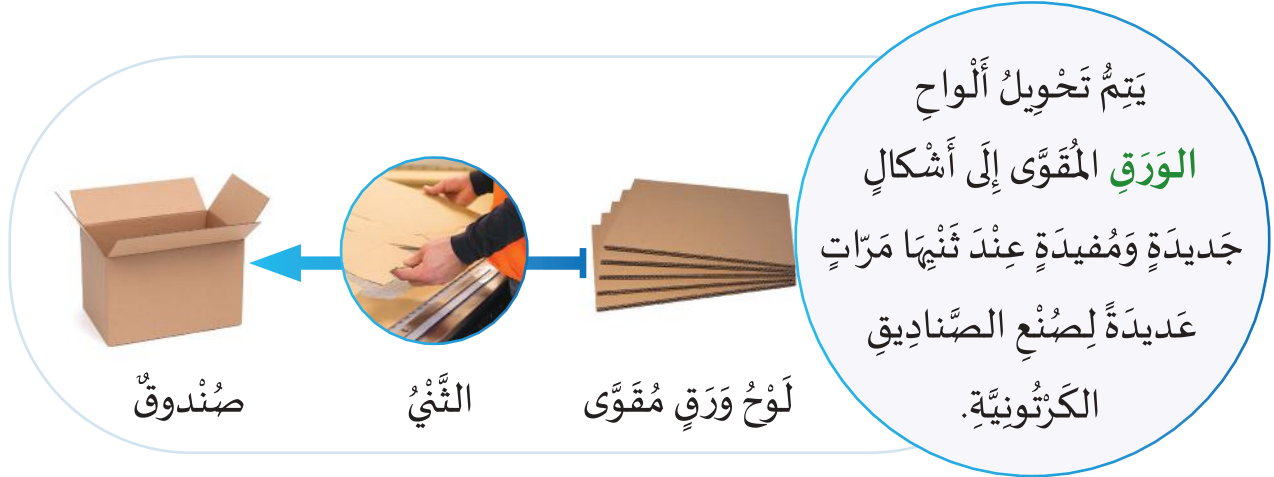 يَتِمُّ تَحْوِيلُ أَلْواحِ
الوَرَقِ المُقَوَّى إِلَى أَشْكالٍ
جَديدَةٍ وَمُفيدَةٍ عِنْدَ ثَنْيِهَا مَرّاتٍ
عَديدَةً لِصُنْعِ الصَّنادِيقِ
الكَرْتُونِيَّةِ.
لَوْحُ وَرَقٍ مُقَوَّى
الثَّنْيُ
صُنْدوقٌ